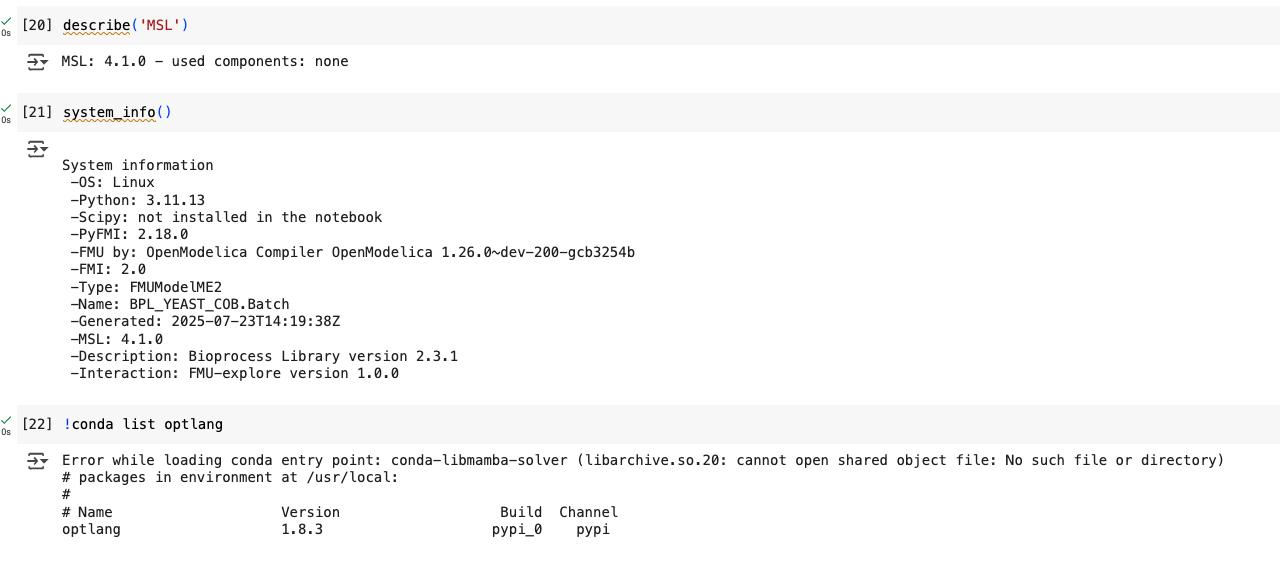 [20] describe('MSL')
0s
MSL: 4.1.0 - used components: none
[21] system_info()
0s
System information
-OS: Linux
-Python: 3.11.13
-Scipy: not installed in the notebook
-PyFMI: 2.18.0
-FMU by: OpenModelica Compiler OpenModelica 1.26.0~dev-200-gcb3254b
-FMI: 2.0
-Type: FMUModelME2
-Name: BPL_YEAST_COB.Batch
-Generated: 2025-07-23T14:19:38Z
-MSL: 4.1.0
-Description: Bioprocess Library version 2.3.1
-Interaction: FMU-explore version 1.0.0
[22] !conda list optlang
0s
Error while loading conda entry point: conda-libmamba-solver (libarchive.so.20: cannot open shared object file: No such file or directory)
# packages in environment at /usr/local:
#
# Name Version Build Channel
optlang 1.8.3 pypi_0 pypi